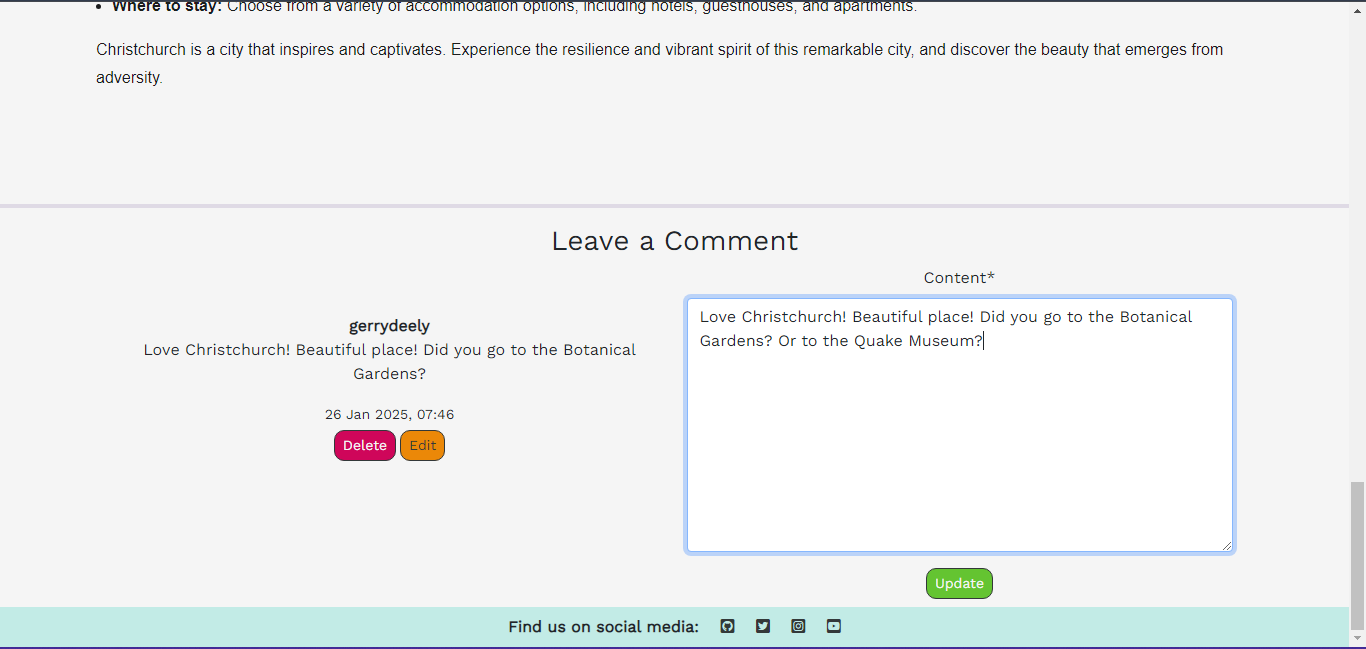 • Where to stay: Choose from a variety of accommodation options, including hotels, guesthouses, and apartments.
Christchurch is a city that inspires and captivates. Experience the resilience and vibrant spirit of this remarkable city, and discover the beauty that emerges from
adversity.
Leave a Comment
gerrydeely
Love Christchurch! Beautiful place! Did you go to the Botanical
Gardens?
26 Jan 2025, 07:46
Delete Edit
Content*
Love Christchurch! Beautiful place! Did you go to the Botanical
Gardens? Or to the Quake Museum?
Update
Find us on social media: